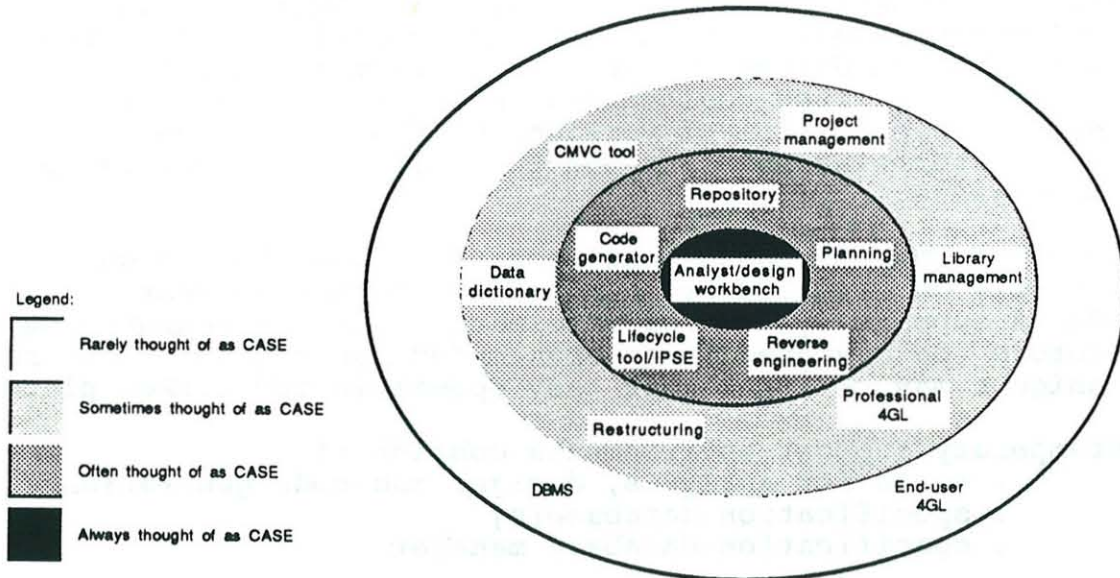 Project
management
CMVC tool
Repository
Code
generator
Planning
Data
dictionary
Analyst/design
workbench
Library
management
Lifecycle
tool/IPSE
Reverse
engineering
Professional
4GL
Restructuring
DBMS
End-user
4GL
Legend:
Rarely thought of as CASE
Sometimes thought of as CASE
Often thought of as CASE
Always thought of as CASE